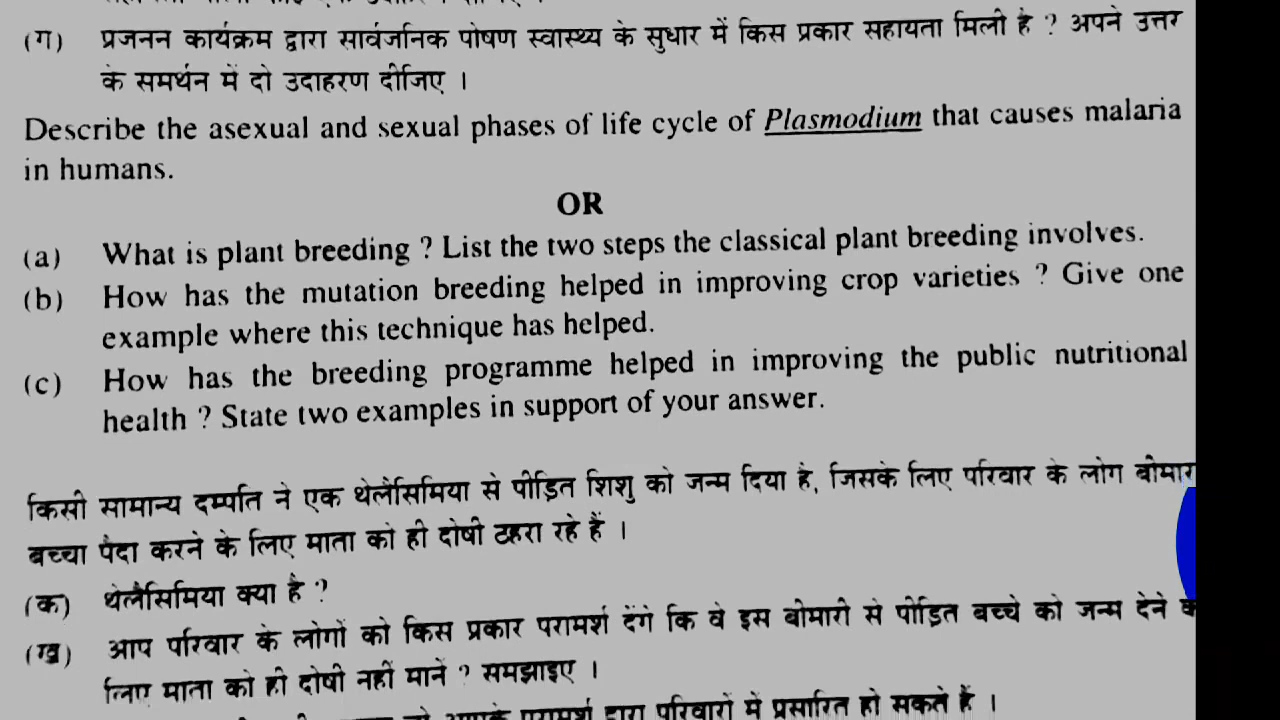 (ग) प्रजनन कार्यक्रम द्वारा सार्वजनिक पोषण स्वास्थ्य के सुधार में किस प्रकार सहायता मिली है ? अपने उत्तर
के समर्थन में दो उदाहरण दीजिए ।
Describe the asexual and sexual phases of life cycle of Plasmodium that causes malaria
in humans.
OR
(a) What is plant breeding ? List the two steps the classical plant breeding involves.
(b) How has the mutation breeding helped in improving crop varieties ? Give one
example where this technique has helped.
(c) How has the breeding programme helped in improving the public nutritional
health ? State two examples in support of your answer.
किसी सामान्य दम्पति ने एक थैलैसिमिया से पीड़ित शिशु को जन्म दिया है, जिसके लिए परिवार के लोग बीमार
बच्चा पैदा करने के लिए माता को ही दोषी ठहरा रहे हैं ।
(क) थैलैसिमिया क्या है ?
(ख) आप परिवार के लोगों को किस प्रकार परामर्श देंगे कि वे इस बीमारी से पीड़ित बच्चे को जन्म देने
लिए माता को ही दोषी नहीं मानें ? समझाइए ।
आपके परामर्श द्वारा परिवारों में प्रसारित हो सकते हैं ।